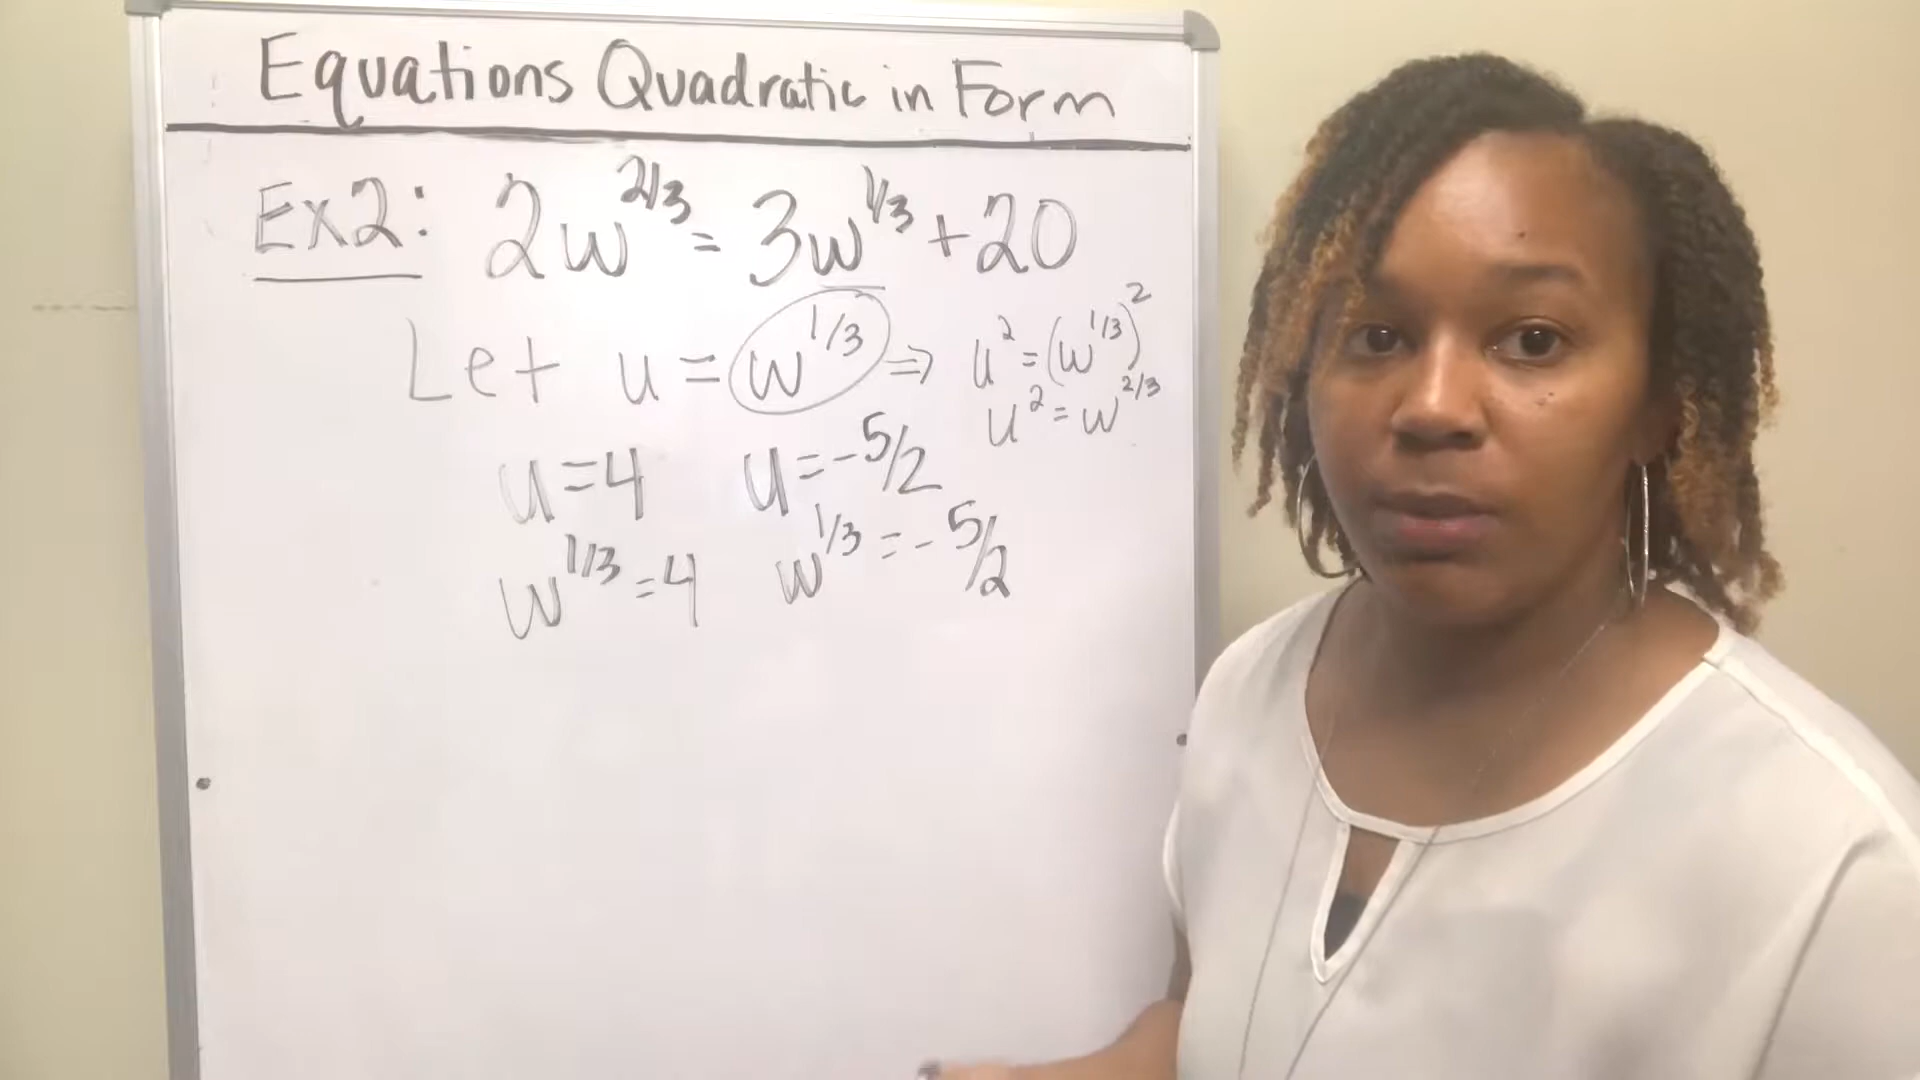 Equations Quadratic in Form
Ex2: 2w^2/3 = 3w^1/3 + 20
Let u = w^1/3 ⇒ u^2 = (w^1/3)^2
u^2 = w^2/3
u = 4 u = -5/2
w^1/3 = 4 w^1/3 = -5/2